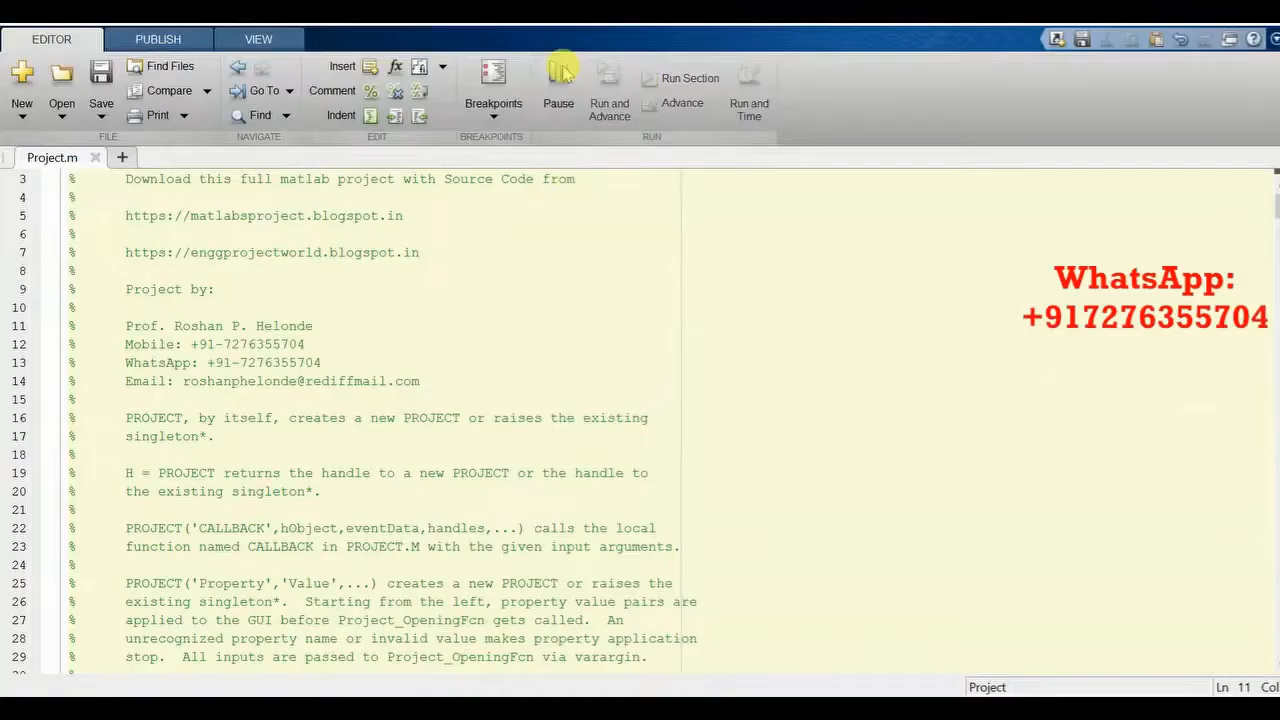 EDITOR
PUBLISH
VIEW
New
Open
Save
Find Files
Compare
Print
FILE
Go To
Find
NAVIGATE
Insert
Comment
Indent
EDIT
Breakpoints
BREAKPOINTS
Pause
Run and Advance
Run Section
Advance
Run and Time
RUN
Project.m
3 % Download this full matlab project with Source Code from
4 %
5 % https://matlabsproject.blogspot.in
6 %
7 % https://enggprojectworld.blogspot.in
8 %
9 % Project by:
10 %
11 % Prof. Roshan P. Helonde
12 % Mobile: +91-7276355704
13 % WhatsApp: +91-7276355704
14 % Email: roshanphelonde@rediffmail.com
15 %
16 % PROJECT, by itself, creates a new PROJECT or raises the existing
17 % singleton*.
18 %
19 % H = PROJECT returns the handle to a new PROJECT or the handle to
20 % the existing singleton*.
21 %
22 % PROJECT('CALLBACK',hObject,eventData,handles,...) calls the local
23 % function named CALLBACK in PROJECT.M with the given input arguments.
24 %
25 % PROJECT('Property','Value',...) creates a new PROJECT or raises the
26 % existing singleton*. Starting from the left, property value pairs are
27 % applied to the GUI before Project_OpeningFcn gets called. An
28 % unrecognized property name or invalid value makes property application
29 % stop. All inputs are passed to Project_OpeningFcn via varargin.
WhatsApp:
+917276355704
Project
Ln 11 Col